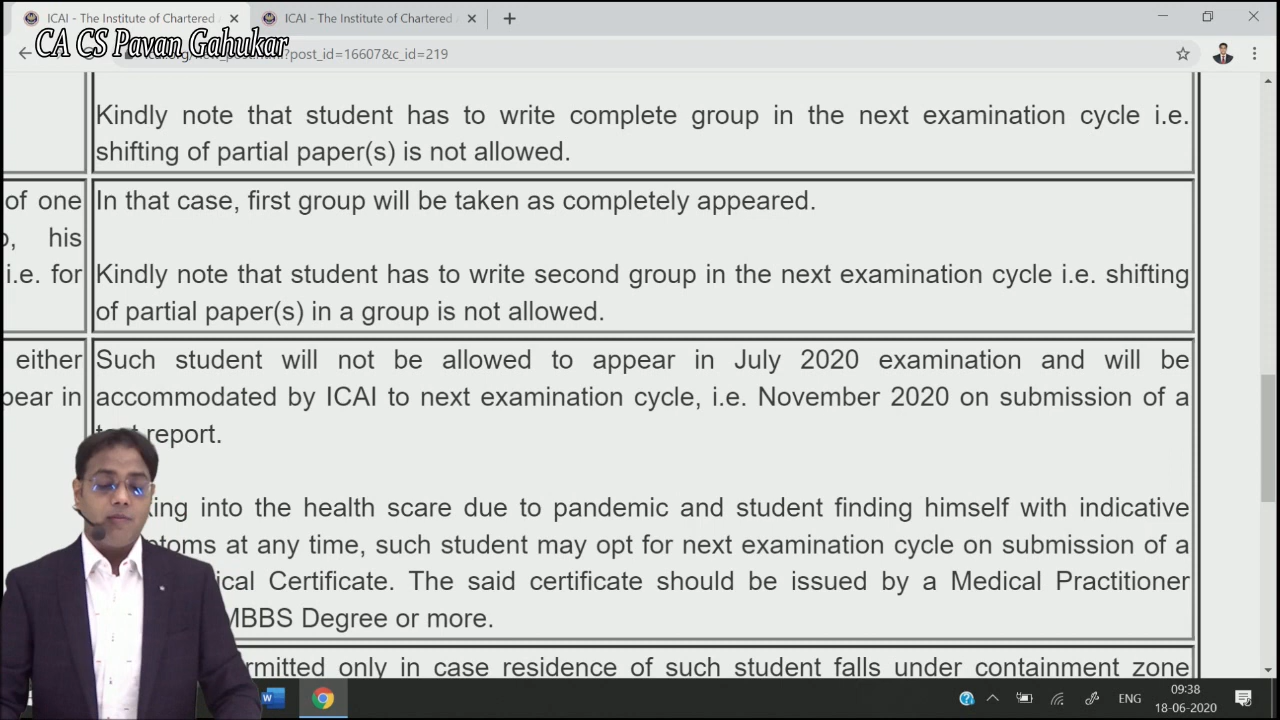 ICAI - The Institute of Chartered
ICAI - The Institute of Chartered
CA CS Pavan Gahukar
?post_id=16607&c_id=219
Kindly note that student has to write complete group in the next examination cycle i.e.
shifting of partial paper(s) is not allowed.
of one
In that case, first group will be taken as completely appeared.
his
i.e. for
Kindly note that student has to write second group in the next examination cycle i.e. shifting
of partial paper(s) in a group is not allowed.
either
Such student will not be allowed to appear in July 2020 examination and will be
in
accommodated by ICAI to next examination cycle, i.e. November 2020 on submission of a
report.
into the health scare due to pandemic and student finding himself with indicative
at any time, such student may opt for next examination cycle on submission of a
Certificate. The said certificate should be issued by a Medical Practitioner
MBBS Degree or more.
only in case residence of such student falls under containment zone
W
ENG
09:38
18-06-2020